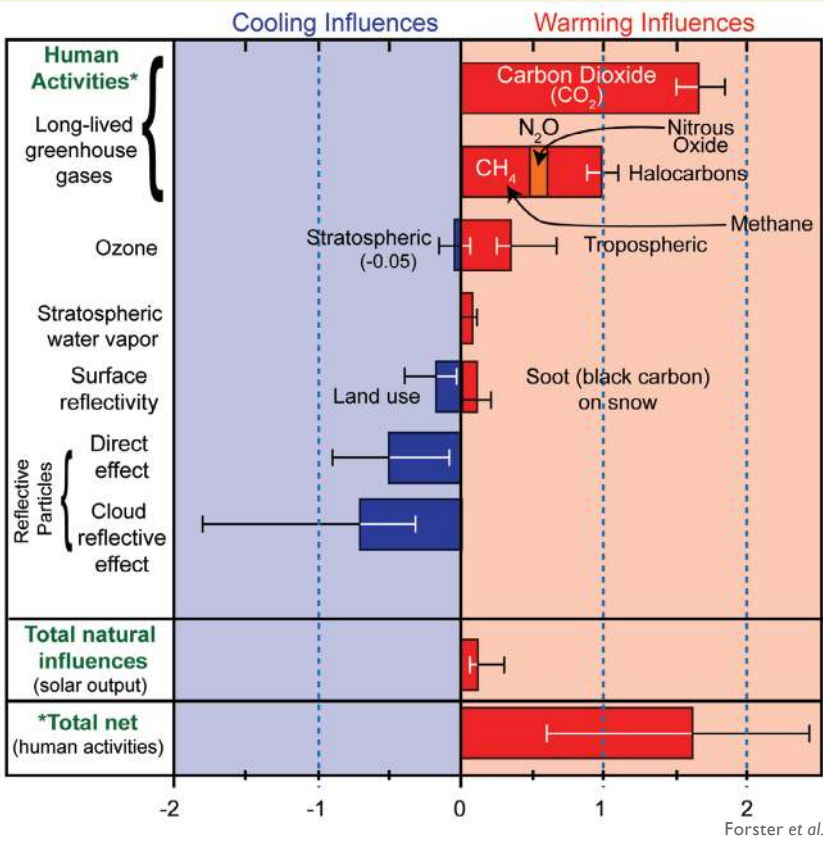 Cooling Influences
Warming Influences
Human
Activities*
Long-lived
greenhouse
gases
Carbon Dioxide
(CO₂)
N₂O
Nitrous
Oxide
CH₄
Halocarbons
Methane
Ozone
Stratospheric
(-0.05)
Tropospheric
Stratospheric
water vapor
Surface
reflectivity
Land use
Soot (black carbon)
on snow
Reflective
Particles
Direct
effect
Cloud
reflective
effect
Total natural
influences
(solar output)
*Total net
(human activities)
-2
-1
0
1
2
Forster et al.